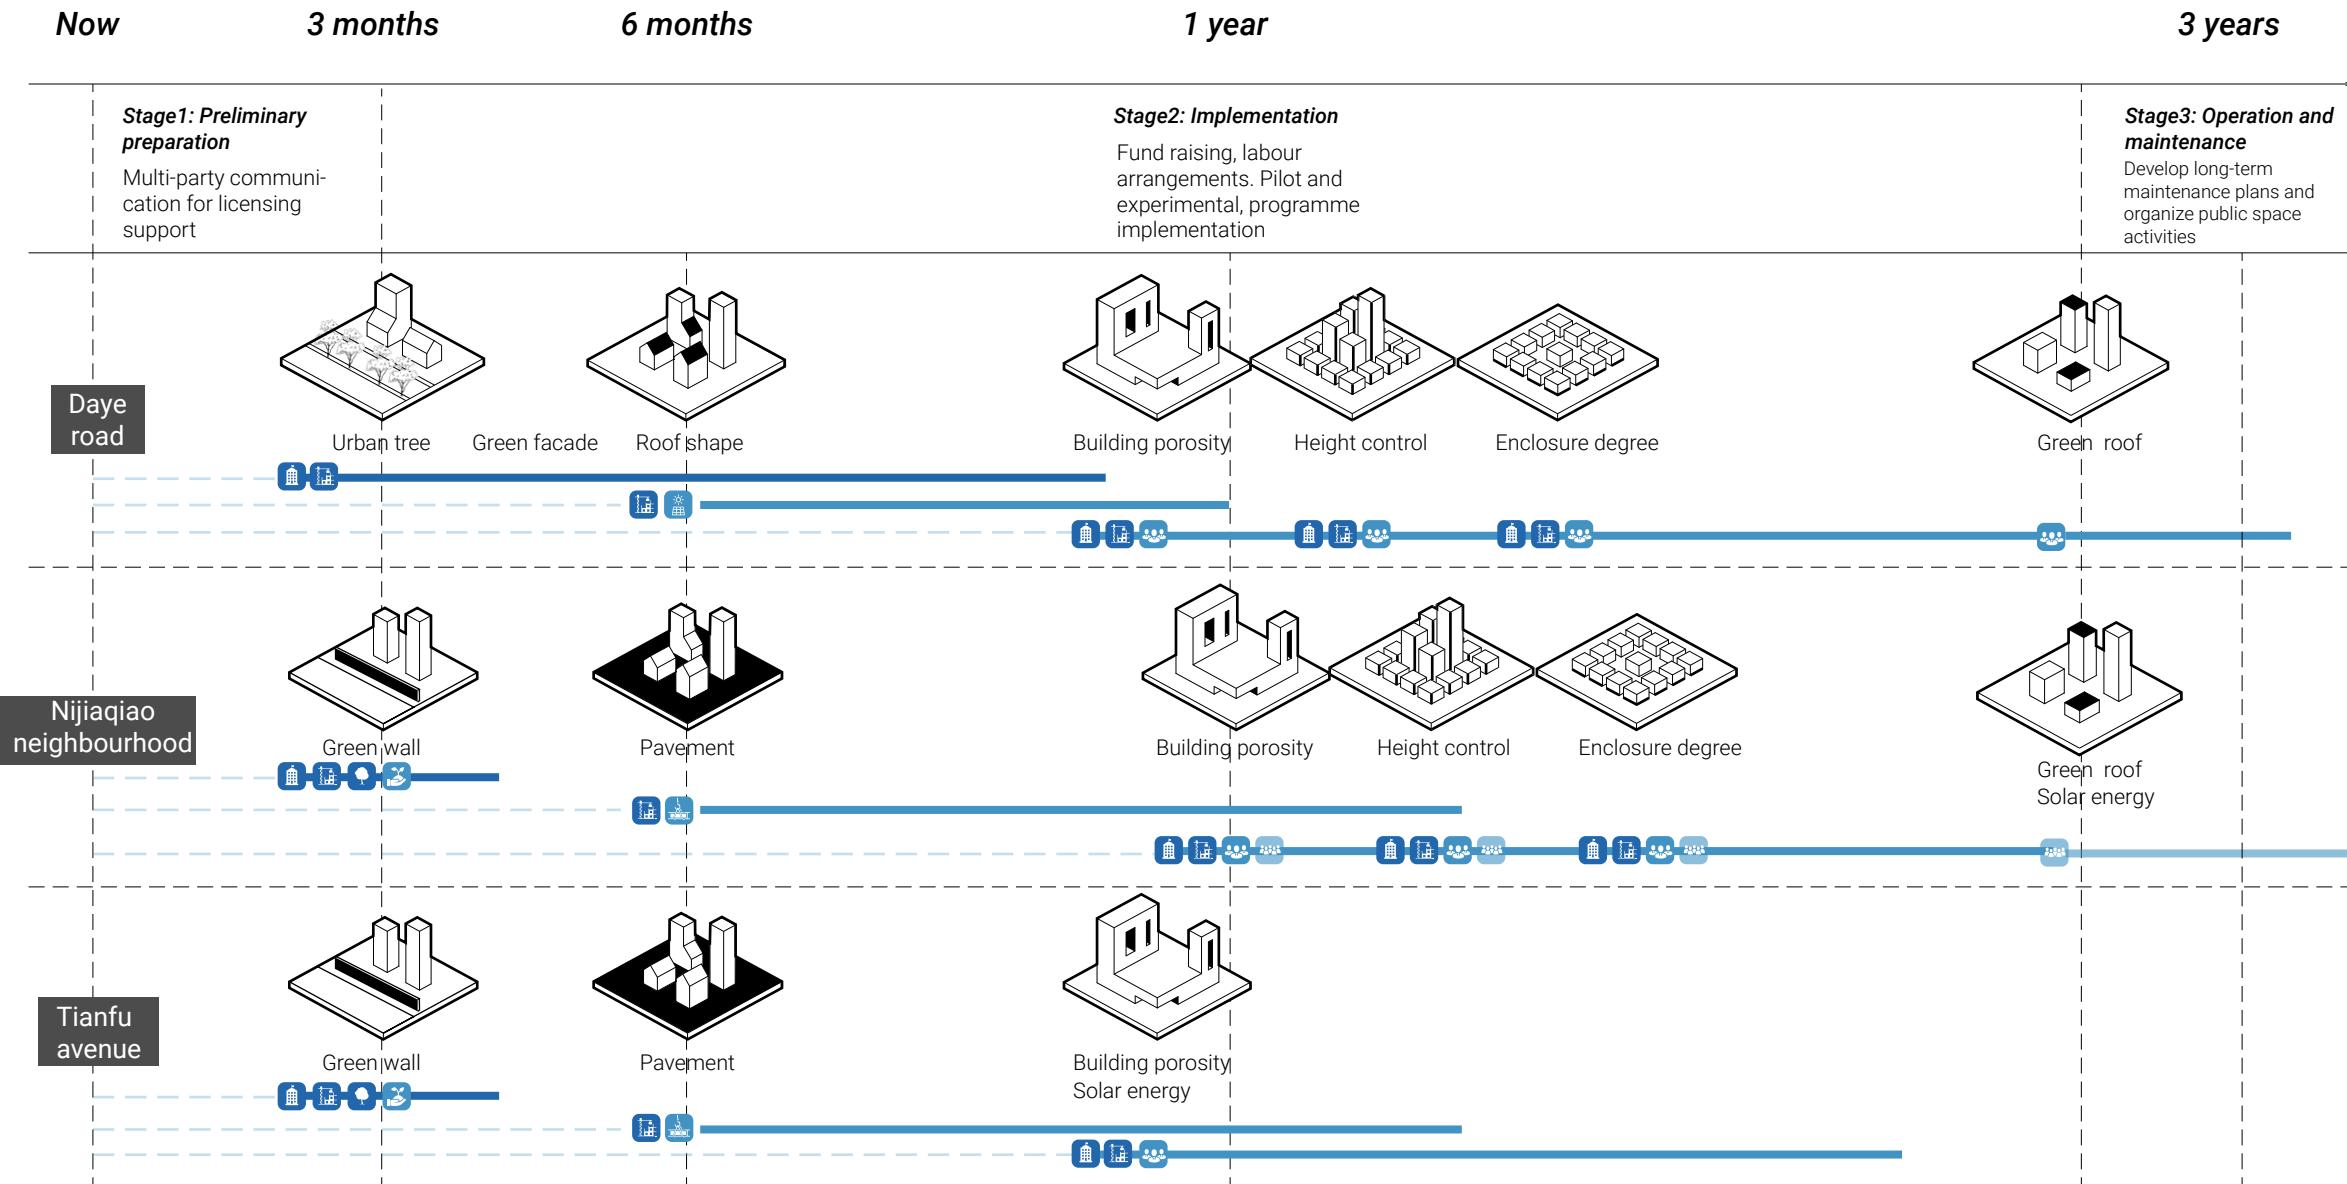 Now
3 months
6 months
1 year
3 years
Stage1: Preliminary
preparation
Multi-party communi-
cation for licensing
support
Stage2: Implementation
Fund raising, labour
arrangements. Pilot and
experimental, programme
implementation
Stage3: Operation and
maintenance
Develop long-term
maintenance plans and
organize public space
activities
Daye
road
Urban tree
Green facade
Roof shape
Building porosity
Height control
Enclosure degree
Green roof
Nijiaqiao
neighbourhood
Green wall
Pavement
Building porosity
Height control
Enclosure degree
Green roof
Solar energy
Tianfu
avenue
Green wall
Pavement
Building porosity
Solar energy